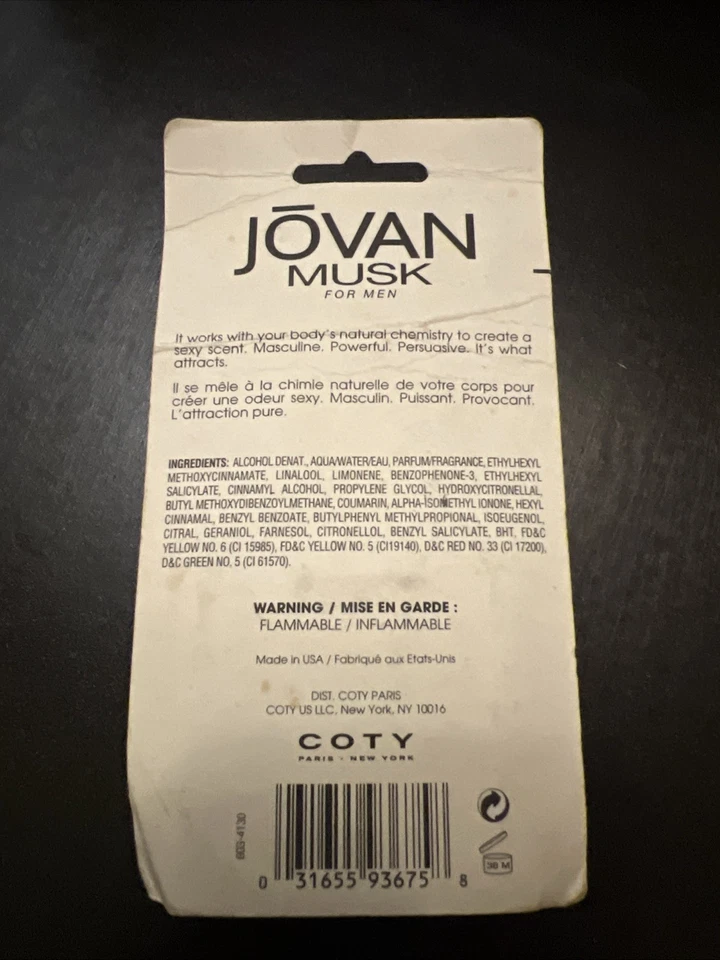 JŌVAN
MUSK
FOR MEN
It works with your body's natural chemistry to create a
sexy scent. Masculine. Powerful. Persuasive. It's what
attracts.
Il se mêle à la chimie naturelle de votre corps pour
créer une odeur sexy. Masculin. Puissant. Provocant.
L'attraction pure.
INGREDIENTS: ALCOHOL DENAT., AQUA/WATER/EAU, PARFUM/FRAGRANCE, ETHYLHEXYL
METHOXYCINNAMATE, LINALOOL, LIMONENE, BENZOPHENONE-3, ETHYLHEXYL
SALICYLATE, CINNAMYL ALCOHOL, PROPYLENE GLYCOL, HYDROXYCITRONELLAL,
BUTYL METHOXYDIBENZOYLMETHANE, COUMARIN, ALPHA-ISOMETHYL IONONE, HEXYL
CINNAMAL, BENZYL BENZOATE, BUTYLPHENYL METHYLPROPIONAL, ISOEUGENOL,
CITRAL, GERANIOL, FARNESOL, CITRONELLOL, BENZYL SALICYLATE, BHT, FD&C
YELLOW NO. 6 (CI 15985), FD&C YELLOW NO. 5 (CI19140), D&C RED NO. 33 (CI 17200),
D&C GREEN NO. 5 (CI 61570).
WARNING / MISE EN GARDE :
FLAMMABLE / INFLAMMABLE
Made in USA / Fabriqué aux Etats-Unis
DIST. COTY PARIS
COTY US LLC, New York, NY 10016
COTY
PARIS · NEW YORK
603-4130
0 31655 93675 8
30 M